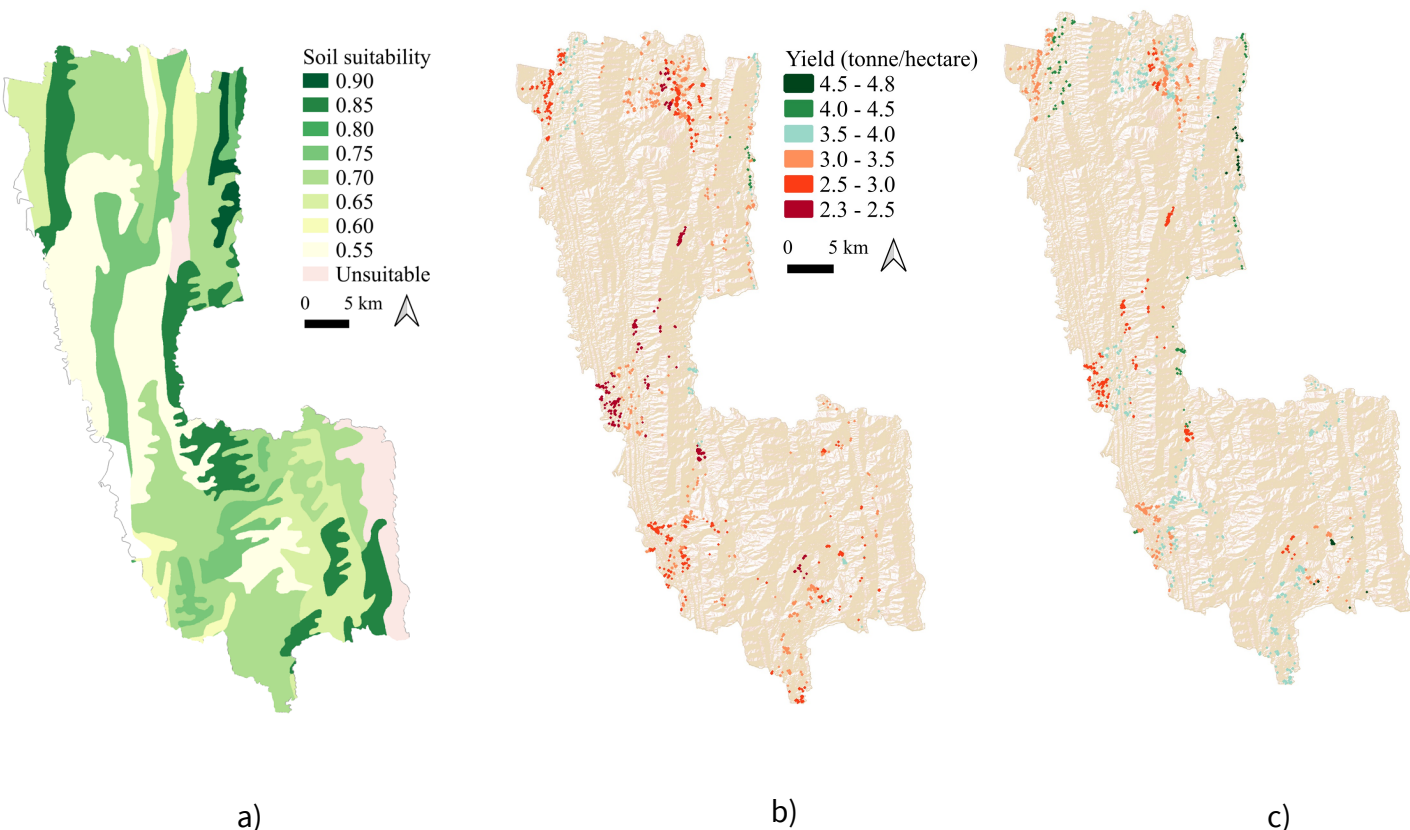 Soil suitability
0.90
0.85
0.80
0.75
0.70
0.65
0.60
0.55
Unsuitable
0 5 km
Yield (tonne/hectare)
4.5 - 4.8
4.0 - 4.5
3.5 - 4.0
3.0 - 3.5
2.5 - 3.0
2.3 - 2.5
0 5 km
a)
b)
c)